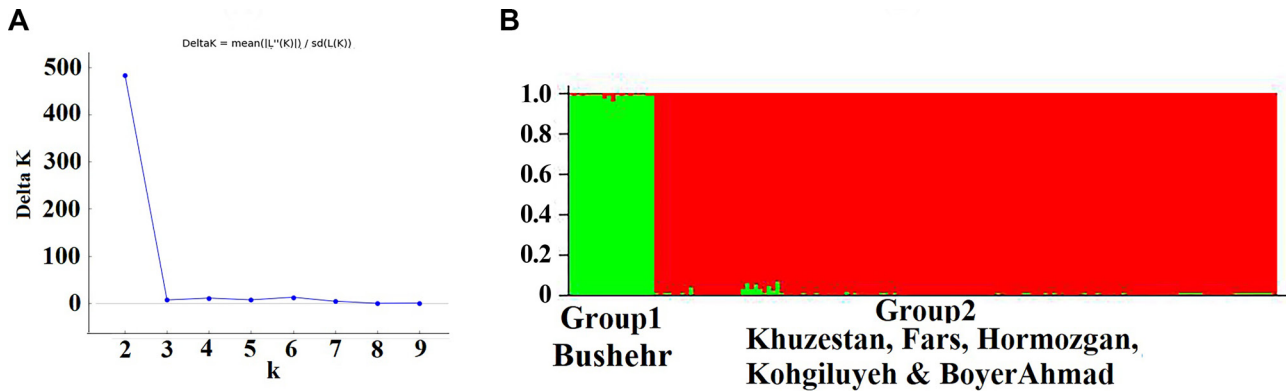 A
DeltaK = mean(|L''(K)|) / sd(L(K))
500
400
300
200
100
0
Delta K
2 3 4 5 6 7 8 9
k
B
1.0
0.8
0.6
0.4
0.2
0
Group1
Bushehr
Group2
Khuzestan, Fars, Hormozgan,
Kohgiluyeh & BoyerAhmad